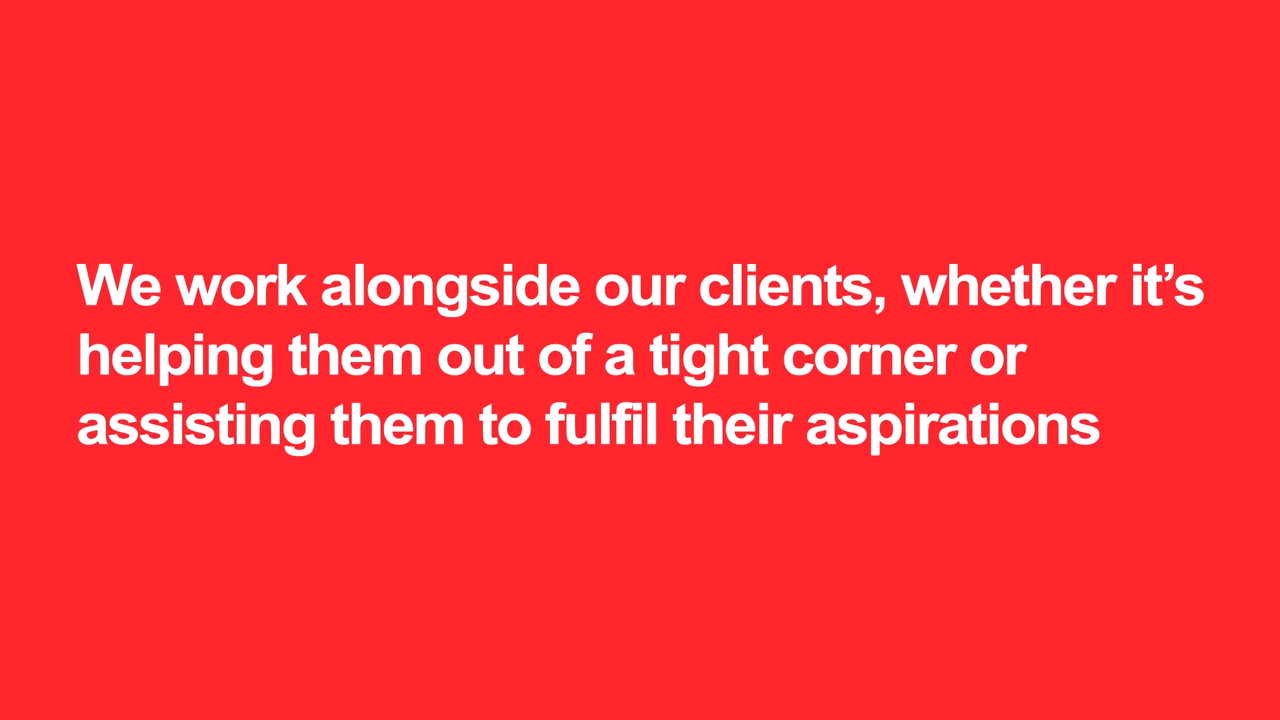 We work alongside our clients, whether it’s
helping them out of a tight corner or
assisting them to fulfil their aspirations